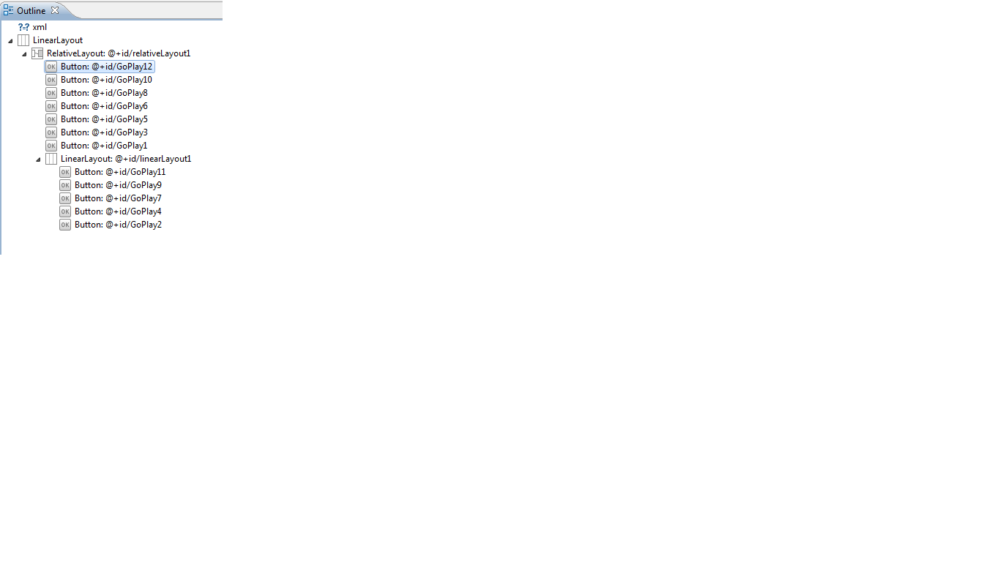 Outline
?=? xml
LinearLayout
RelativeLayout: @+id/relativeLayout1
OK Button: @+id/GoPlay12
OK Button: @+id/GoPlay10
OK Button: @+id/GoPlay8
OK Button: @+id/GoPlay6
OK Button: @+id/GoPlay5
OK Button: @+id/GoPlay3
OK Button: @+id/GoPlay1
LinearLayout: @+id/linearLayout1
OK Button: @+id/GoPlay11
OK Button: @+id/GoPlay9
OK Button: @+id/GoPlay7
OK Button: @+id/GoPlay4
OK Button: @+id/GoPlay2